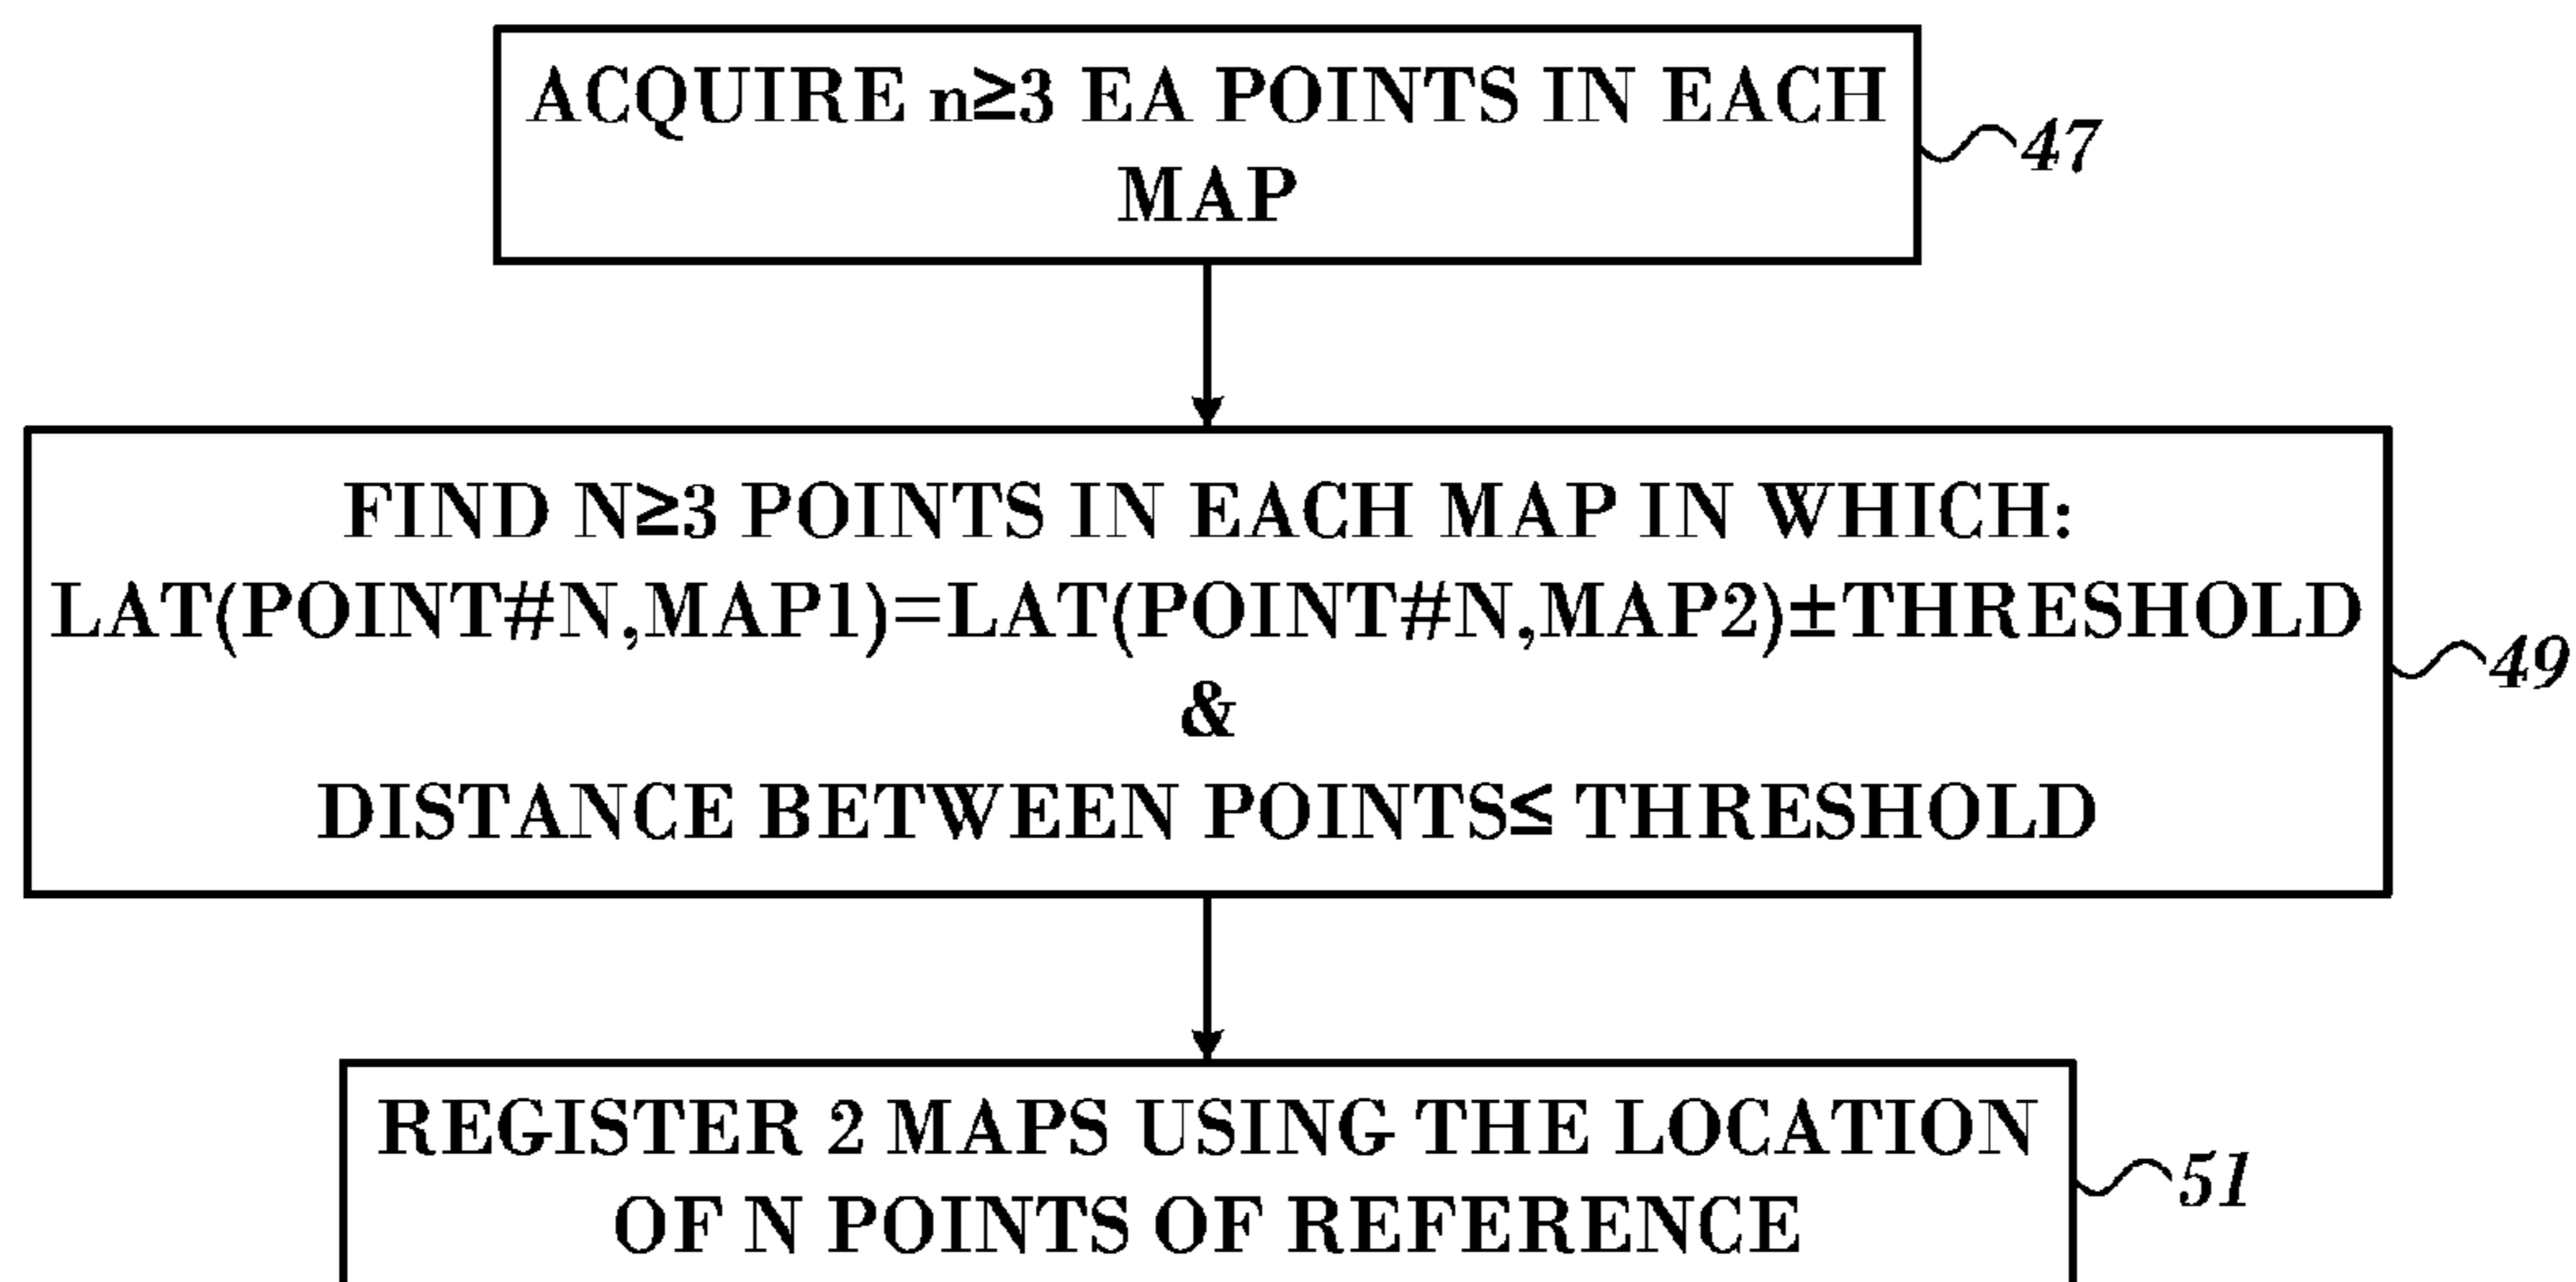 ACQUIRE n≥3 EA POINTS IN EACH
MAP
47
FIND N≥3 POINTS IN EACH MAP IN WHICH:
LAT(POINT#N,MAP1)=LAT(POINT#N,MAP2)±THRESHOLD
&
DISTANCE BETWEEN POINTS≤ THRESHOLD
49
REGISTER 2 MAPS USING THE LOCATION
OF N POINTS OF REFERENCE
51